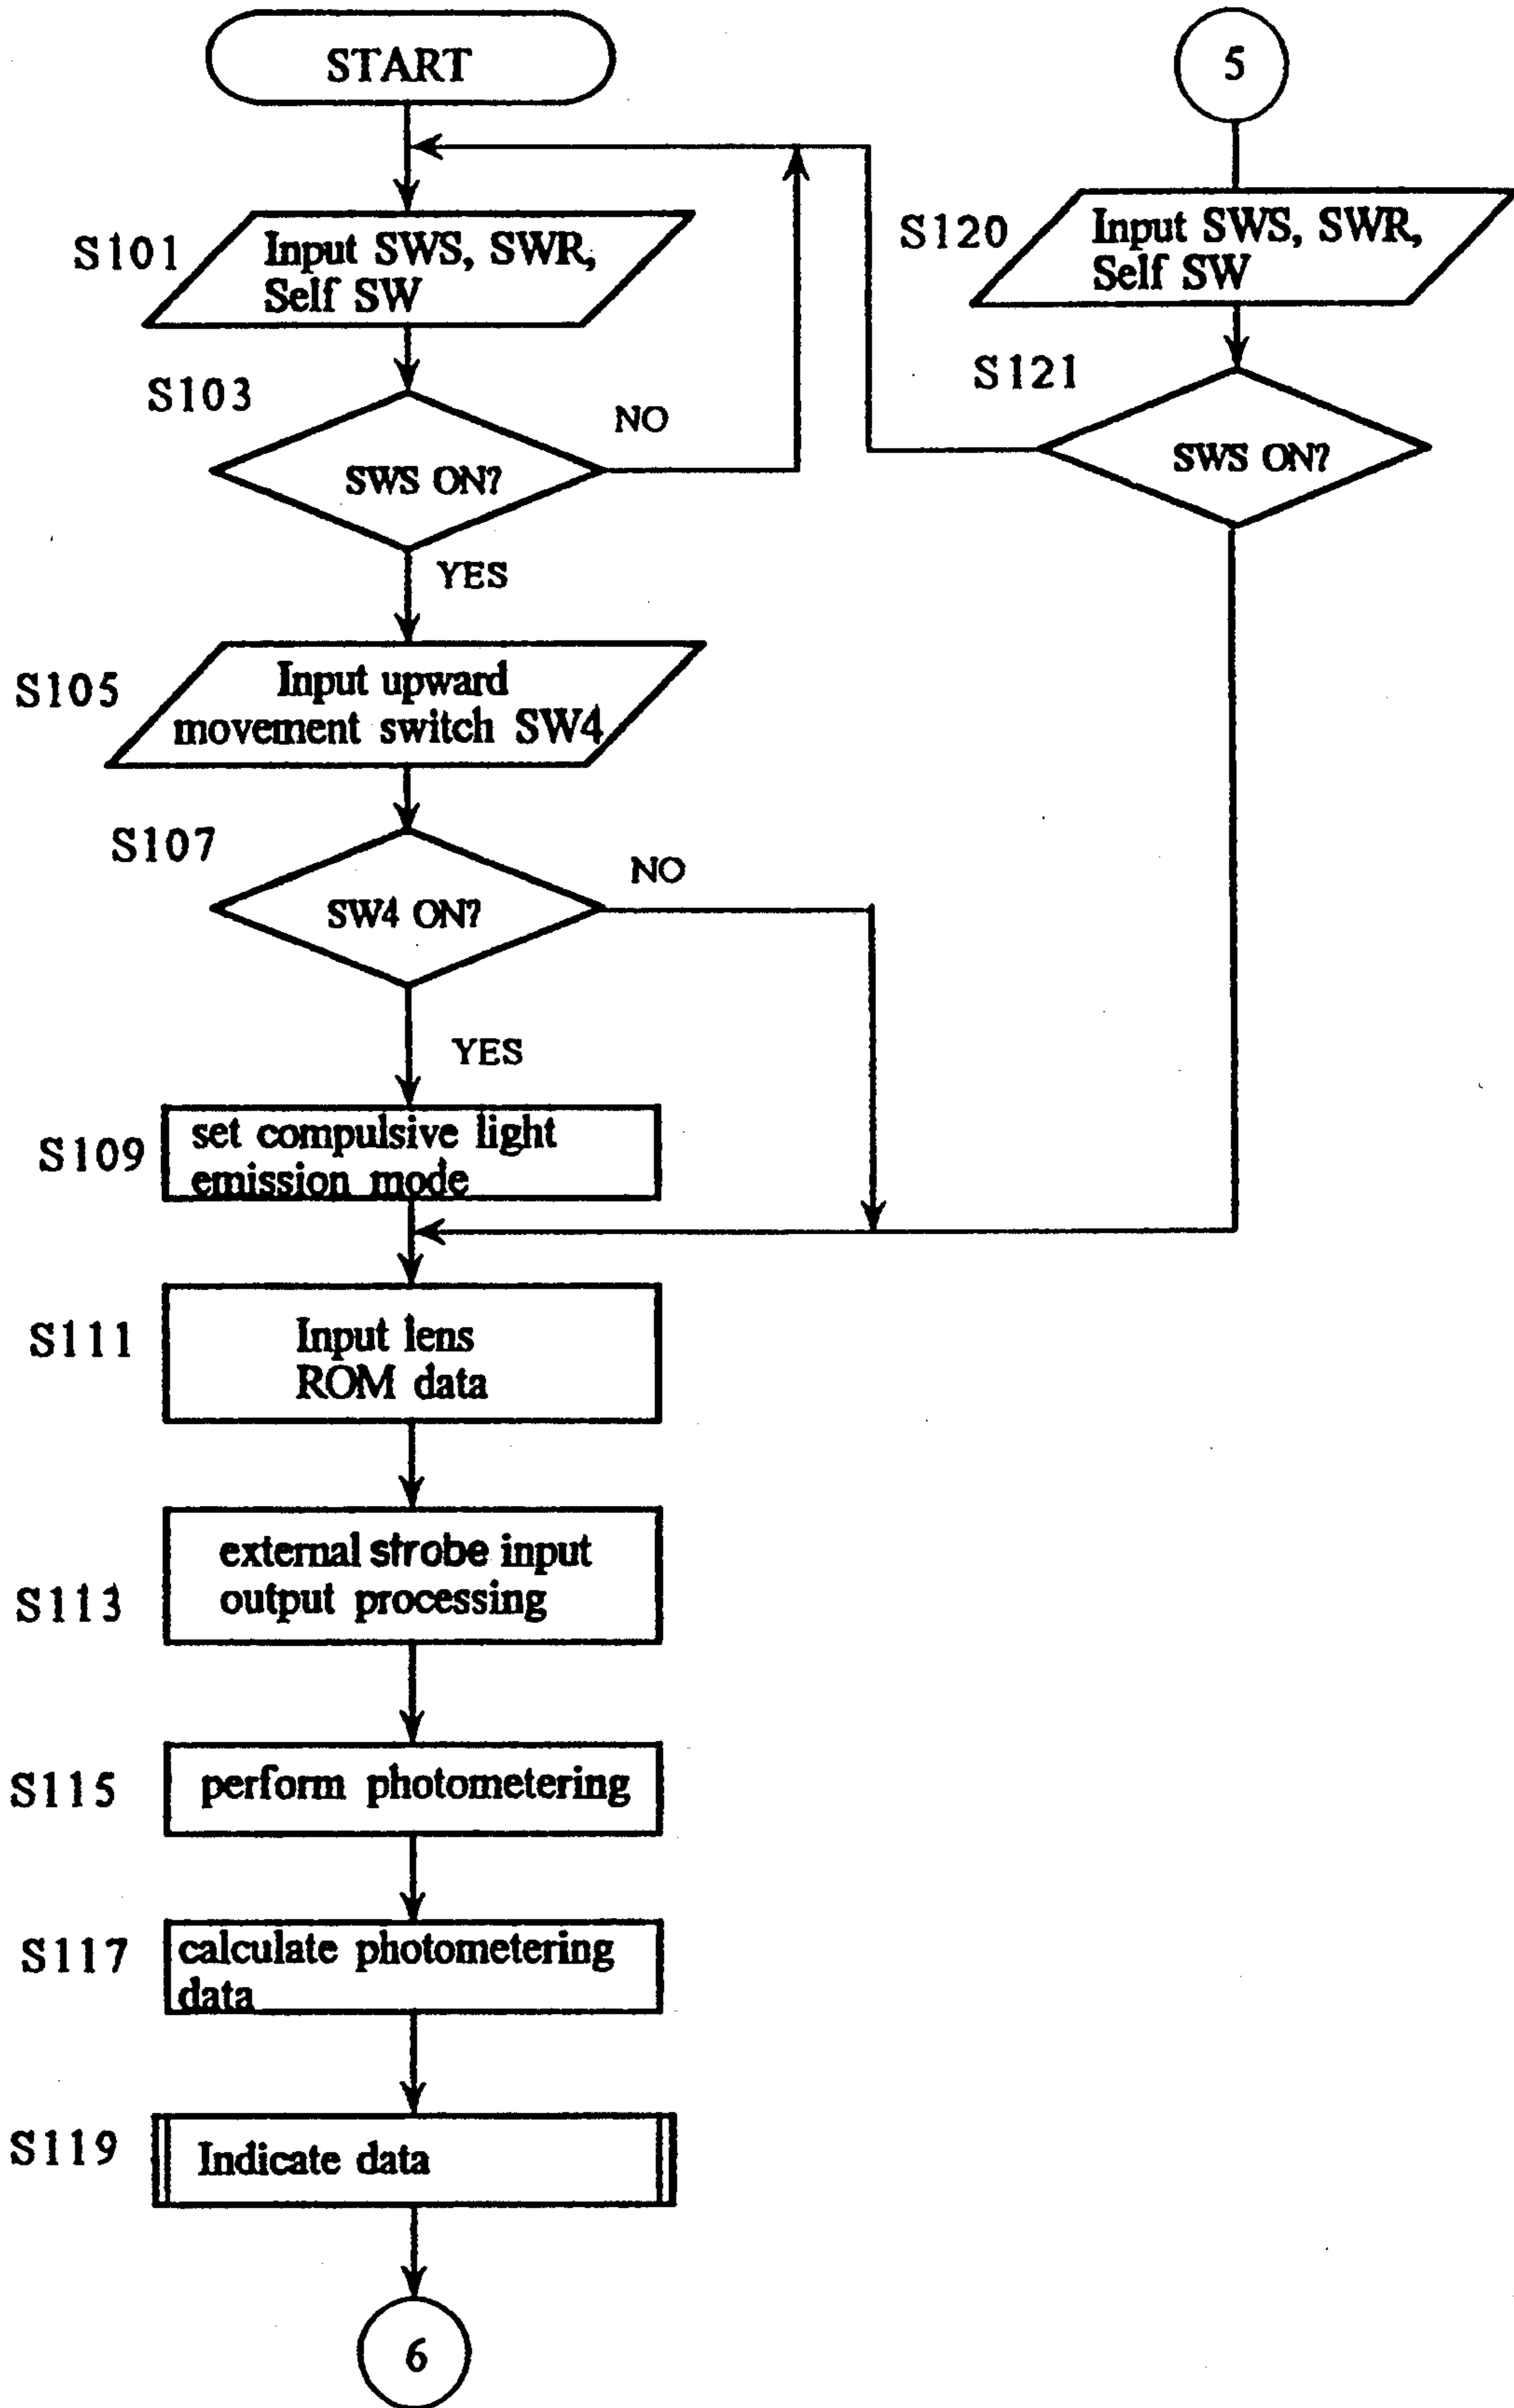 START
S101
Input SWS, SWR,
Self SW
S103
SWS ON?
NO
YES
S105
Input upward
movement switch SW4
S107
SW4 ON?
NO
YES
S109
set compulsive light
emission mode
S111
Input lens
ROM data
S113
external strobe input
output processing
S115
perform photometering
S117
calculate photometering
data
S119
Indicate data
6
5
S120
Input SWS, SWR,
Self SW
S121
SWS ON?